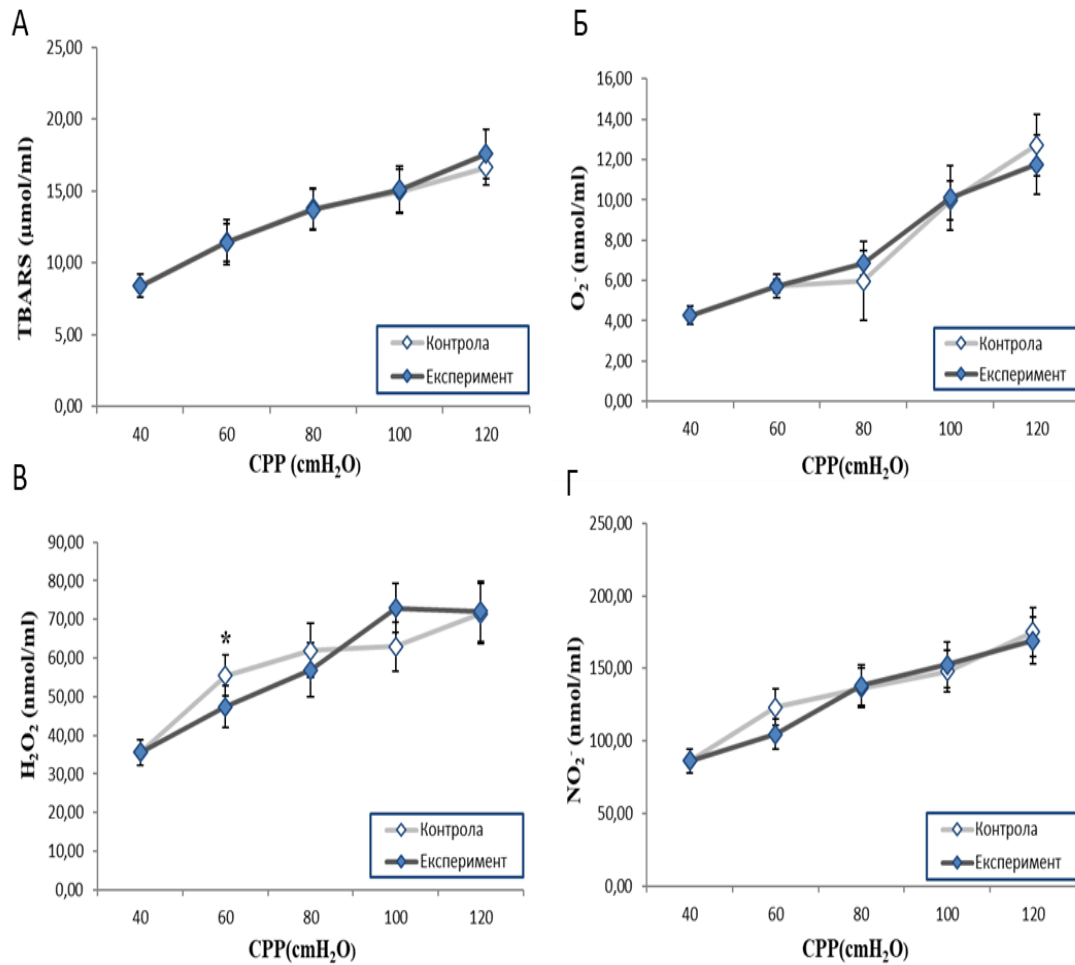 А
25,00
20,00
15,00
10,00
5,00
0,00
TBARS (µmol/ml)
Контрола
Експеримент
40 60 80 100 120
CPP (cmH₂O)
Б
16,00
14,00
12,00
10,00
8,00
6,00
4,00
2,00
0,00
O₂⁻ (nmol/ml)
Контрола
Експеримент
40 60 80 100 120
CPP(cmH₂O)
В
90,00
80,00
70,00
60,00
50,00
40,00
30,00
20,00
10,00
0,00
H₂O₂ (nmol/ml)
*
Контрола
Експеримент
40 60 80 100 120
CPP(cmH₂O)
Г
250,00
200,00
150,00
100,00
50,00
0,00
NO₂⁻ (nmol/ml)
Контрола
Експеримент
40 60 80 100 120
CPP(cmH₂O)